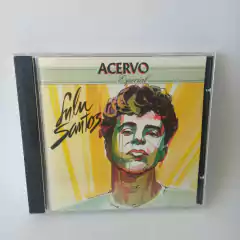 ACERVO
Especial
Lulu
Santos